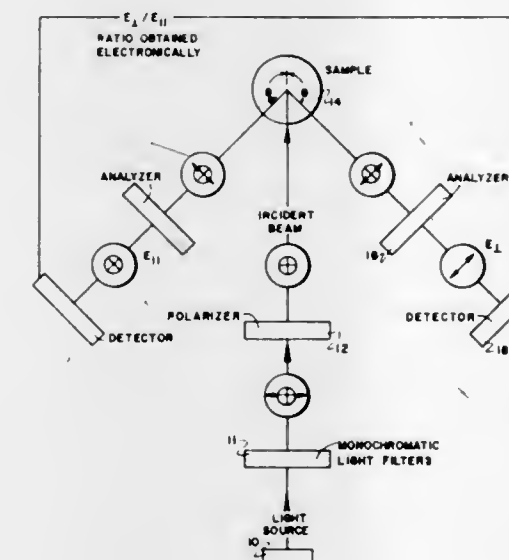 E⊥ / E||
RATIO OBTAINED
ELECTRONICALLY
SAMPLE
14
ANALYZER
ANALYZER
INCIDENT
BEAM
E||
16
E⊥
POLARIZER
12
DETECTOR
DETECTOR
18
11
MONOCHROMATIC
LIGHT FILTERS
LIGHT
SOURCE
10